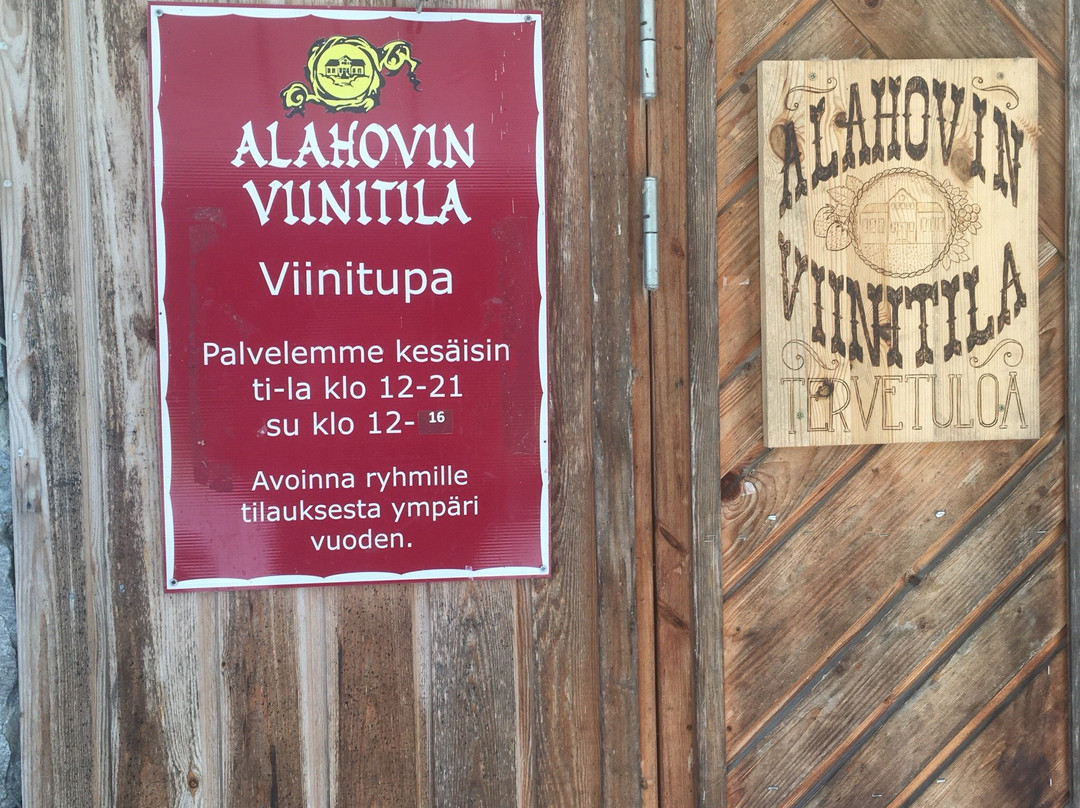 ALAHOVIN
VIINITILA
Viinitupa
Palvelemme kesäisin
ti-la klo 12-21
su klo 12- 16
Avoinna ryhmille
tilauksesta ympäri
vuoden.
ALAHOVIN
VIINITILA
TERVETULOA